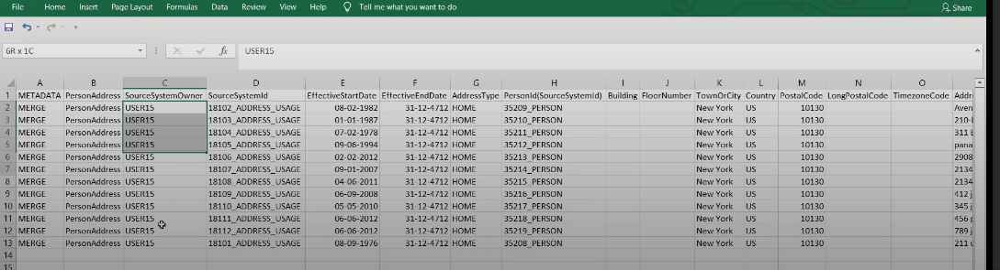 File Home Insert Page Layout Formulas Data Review View Help Tell me what you want to do Share
6R x 1C fx USER15
A B C D E F G H I J K L M N O
1 METADATA PersonAddress SourceSystemOwner SourceSystemId EffectiveStartDate EffectiveEndDate AddressType PersonId(SourceSystemId) Building FloorNumber TownOrCity Country PostalCode LongPostalCode TimezoneCode Addre
2 MERGE PersonAddress USER15 18102_ADDRESS_USAGE 08-02-1982 31-12-4712 HOME 35209_PERSON New York US 10130 Aven
3 MERGE PersonAddress USER15 18103_ADDRESS_USAGE 01-01-1987 31-12-4712 HOME 35210_PERSON New York US 10130 210-
4 MERGE PersonAddress USER15 18104_ADDRESS_USAGE 07-02-1978 31-12-4712 HOME 35211_PERSON New York US 10130 311
5 MERGE PersonAddress USER15 18105_ADDRESS_USAGE 09-06-1994 31-12-4712 HOME 35212_PERSON New York US 10130 pana
6 MERGE PersonAddress USER15 18106_ADDRESS_USAGE 02-02-2012 31-12-4712 HOME 35213_PERSON New York US 10130 2908
7 MERGE PersonAddress USER15 18107_ADDRESS_USAGE 09-01-2007 31-12-4712 HOME 35214_PERSON New York US 10130 2134
8 MERGE PersonAddress USER15 18108_ADDRESS_USAGE 04-06-2011 31-12-4712 HOME 35215_PERSON New York US 10130 2134
9 MERGE PersonAddress USER15 18109_ADDRESS_USAGE 06-09-2008 31-12-4712 HOME 35216_PERSON New York US 10130 412 j
10 MERGE PersonAddress USER15 18110_ADDRESS_USAGE 05-05-2010 31-12-4712 HOME 35217_PERSON New York US 10130 345 j
11 MERGE PersonAddress USER15 18111_ADDRESS_USAGE 06-06-2012 31-12-4712 HOME 35218_PERSON New York US 10130 456 p
12 MERGE PersonAddress USER15 18112_ADDRESS_USAGE 06-06-2012 31-12-4712 HOME 35219_PERSON New York US 10130 789 j
13 MERGE PersonAddress USER15 18101_ADDRESS_USAGE 08-09-1976 31-12-4712 HOME 35208_PERSON New York US 10130 211 u
14
15